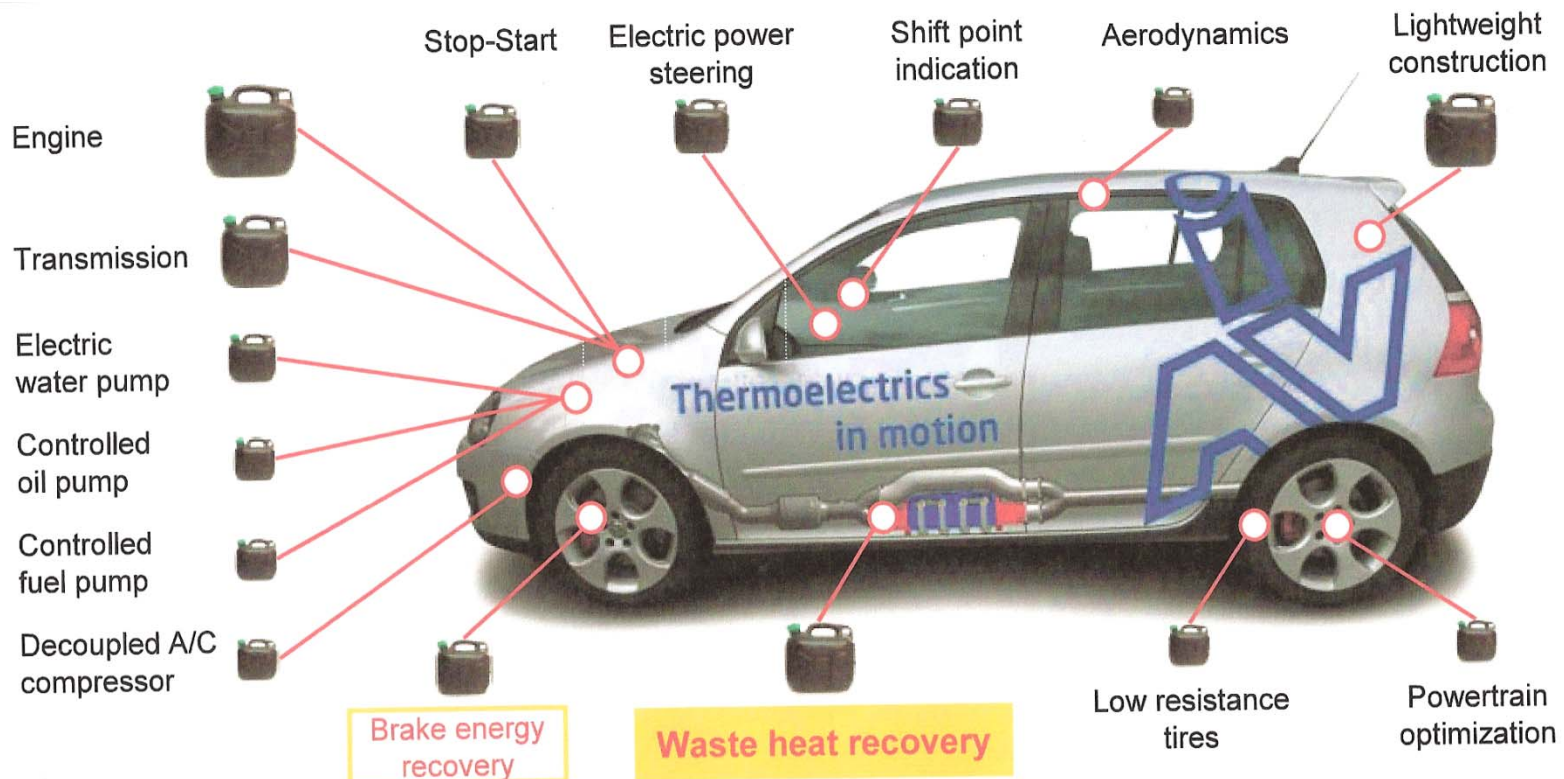 Stop-Start
Electric power
steering
Shift point
indication
Aerodynamics
Lightweight
construction
Engine
Transmission
Electric
water pump
Controlled
oil pump
Controlled
fuel pump
Decoupled A/C
compressor
Thermoelectrics
in motion
iav
Brake energy
recovery
Waste heat recovery
Low resistance
tires
Powertrain
optimization